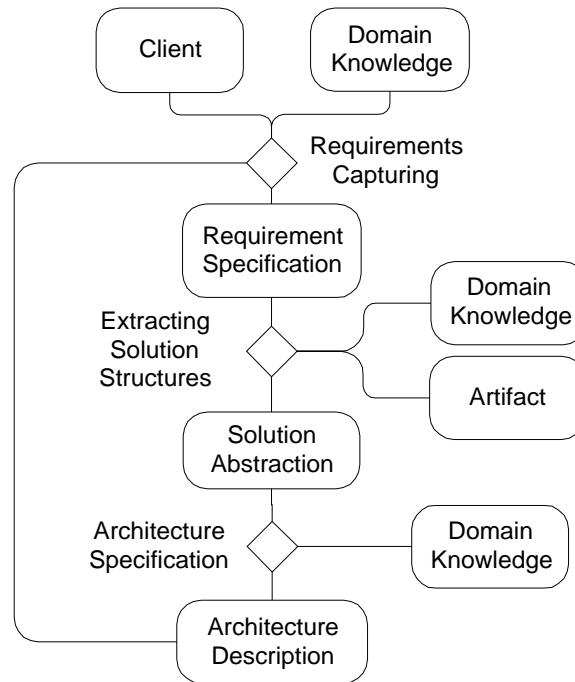 Client
Domain
Knowledge
Requirements
Capturing
Requirement
Specification
Domain
Knowledge
Extracting
Solution
Structures
Artifact
Solution
Abstraction
Architecture
Specification
Domain
Knowledge
Architecture
Description